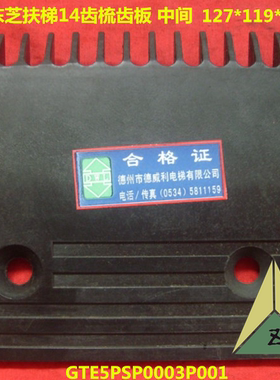 东芝扶梯14齿梳齿板 中间 127*119*
合格证
德州市德威利电梯有限公司
电话/传真(0534)5811159
GTE5PSP0003P001